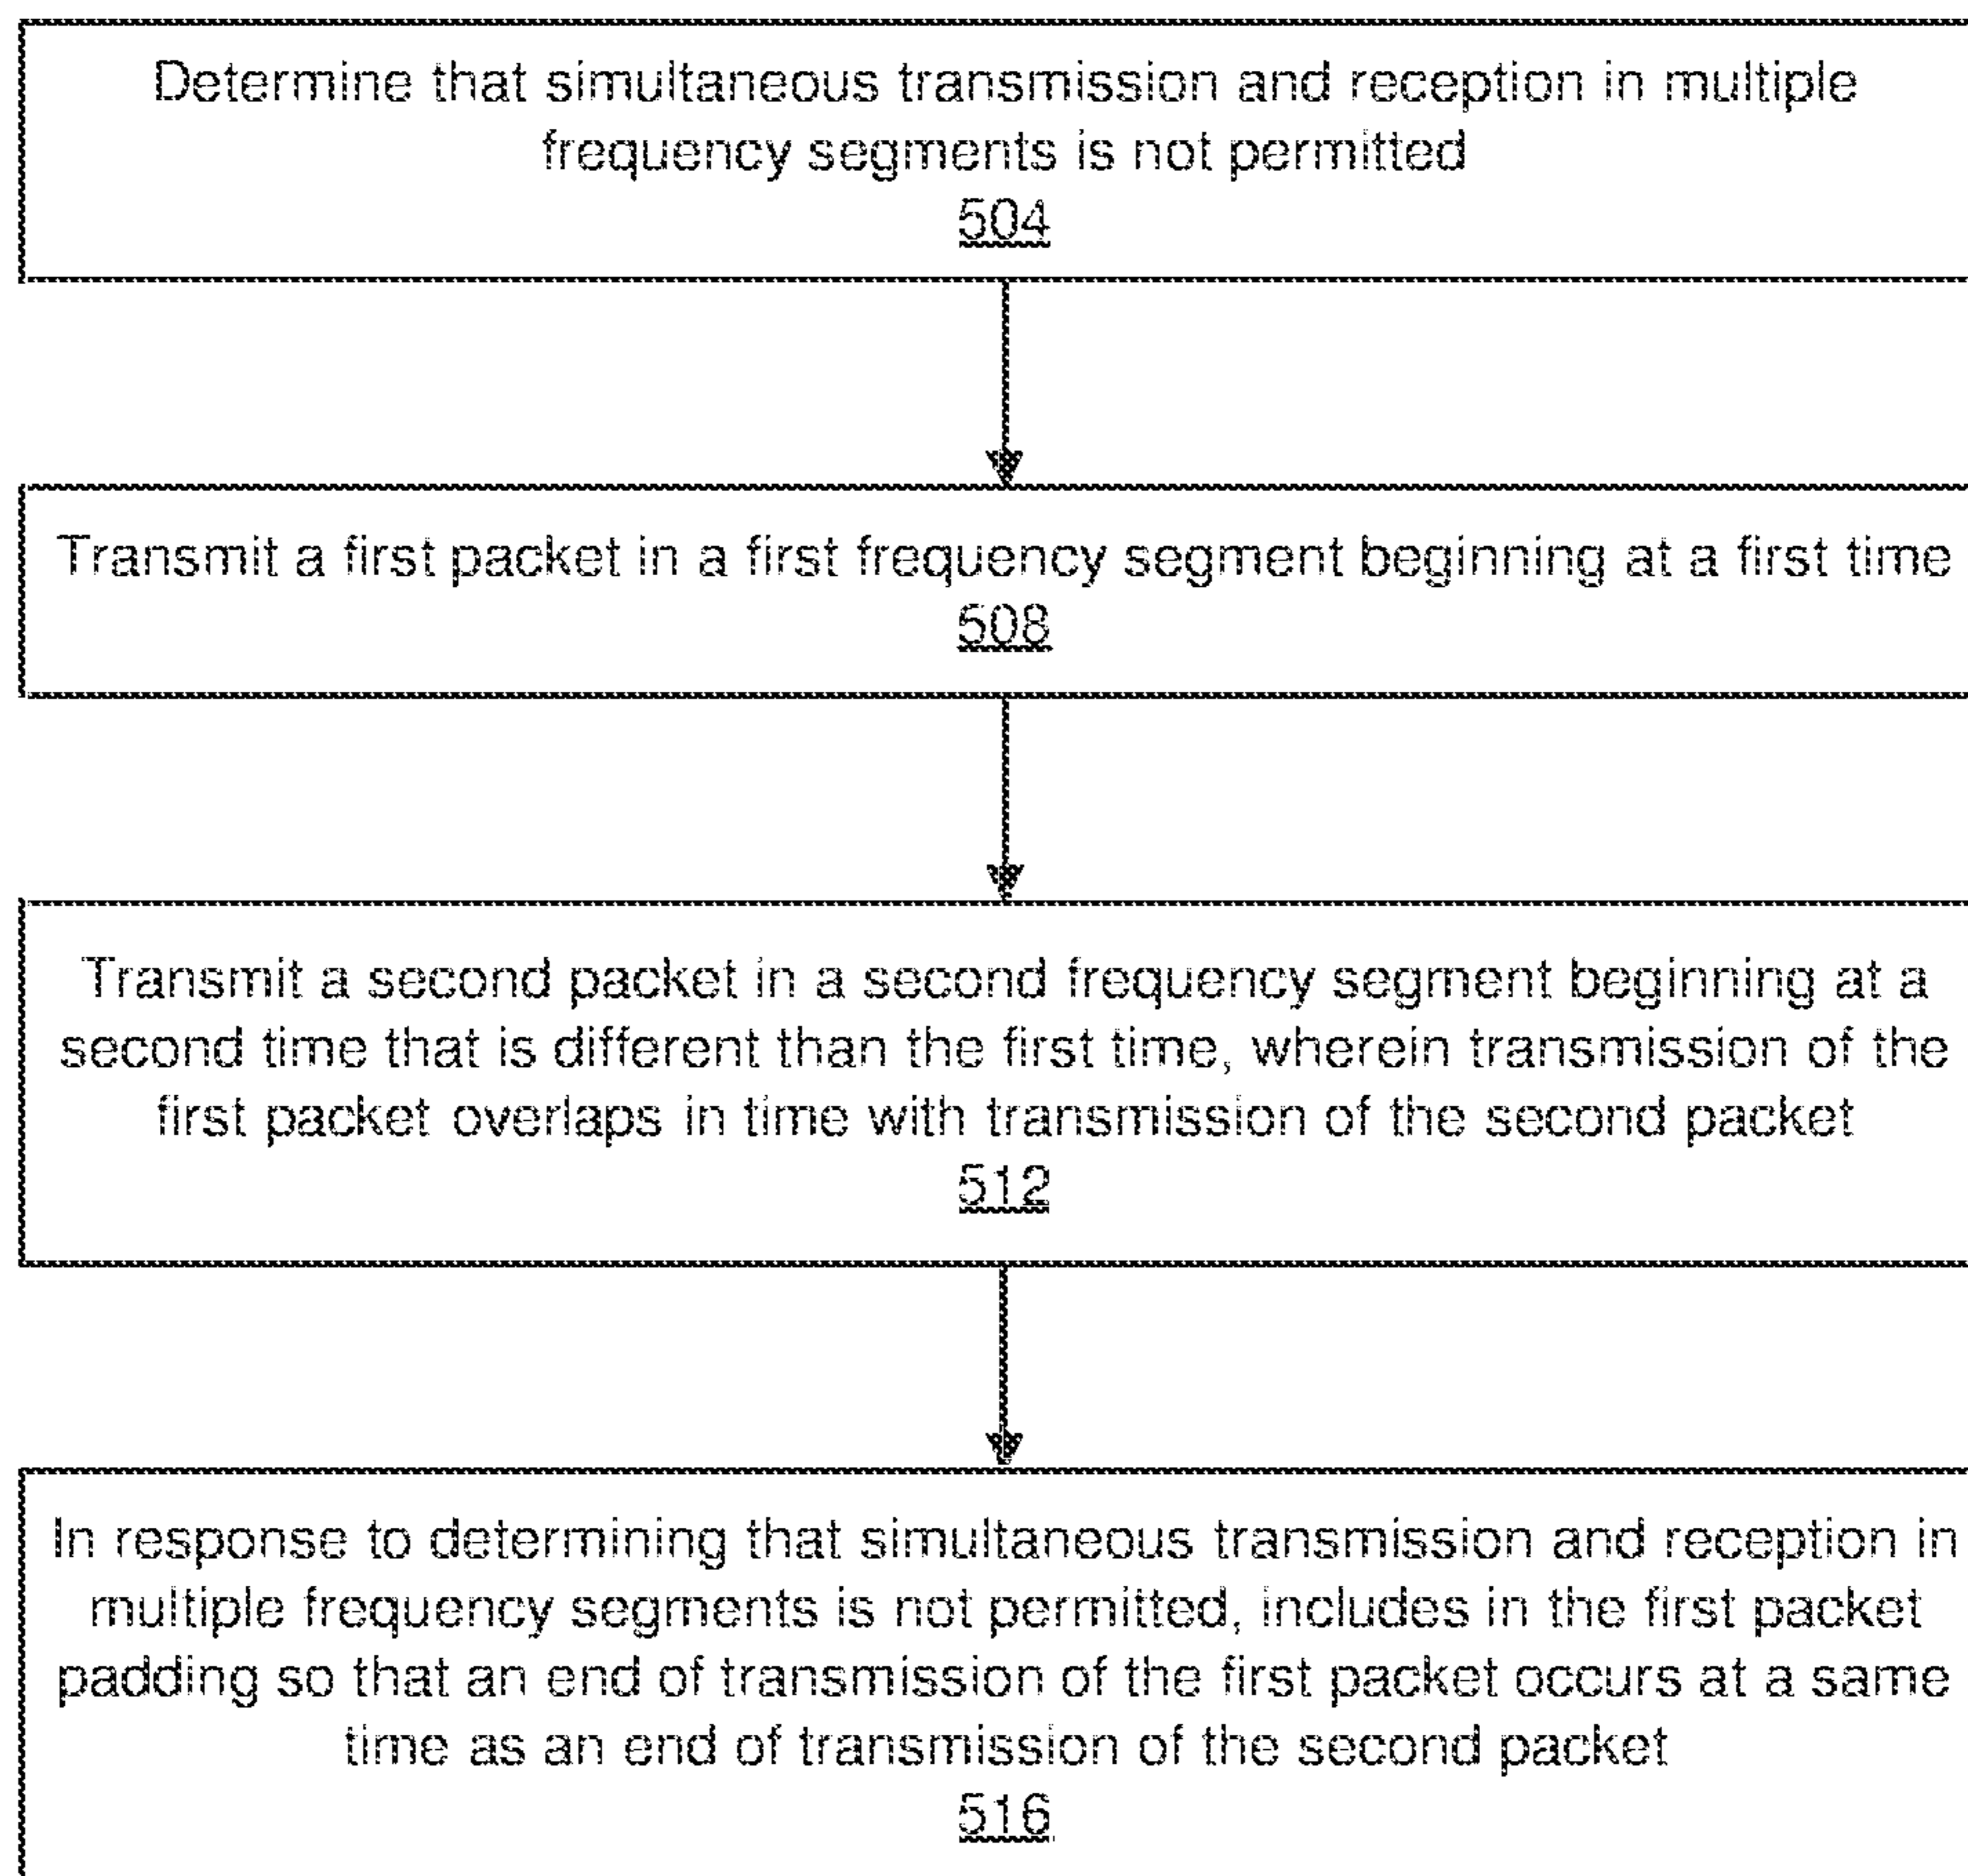 Determine that simultaneous transmission and reception in multiple
frequency segments is not permitted
504
Transmit a first packet in a first frequency segment beginning at a first time
508
Transmit a second packet in a second frequency segment beginning at a
second time that is different than the first time, wherein transmission of the
first packet overlaps in time with transmission of the second packet
512
In response to determining that simultaneous transmission and reception in
multiple frequency segments is not permitted, includes in the first packet
padding so that an end of transmission of the first packet occurs at a same
time as an end of transmission of the second packet
516